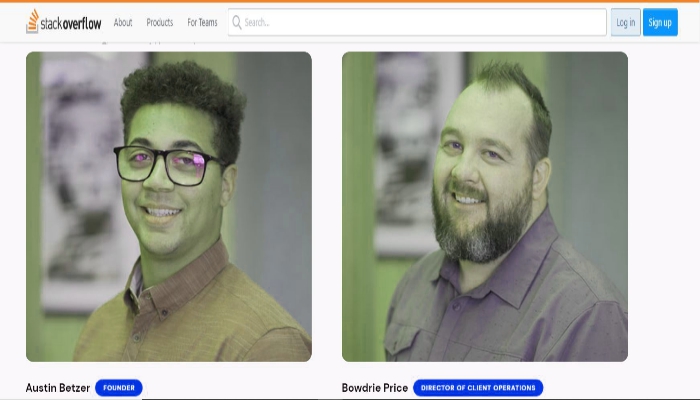 stackoverflow About Products For Teams Search... Log in Sign up
Austin Betzer FOUNDER
Bowdrie Price DIRECTOR OF CLIENT OPERATIONS